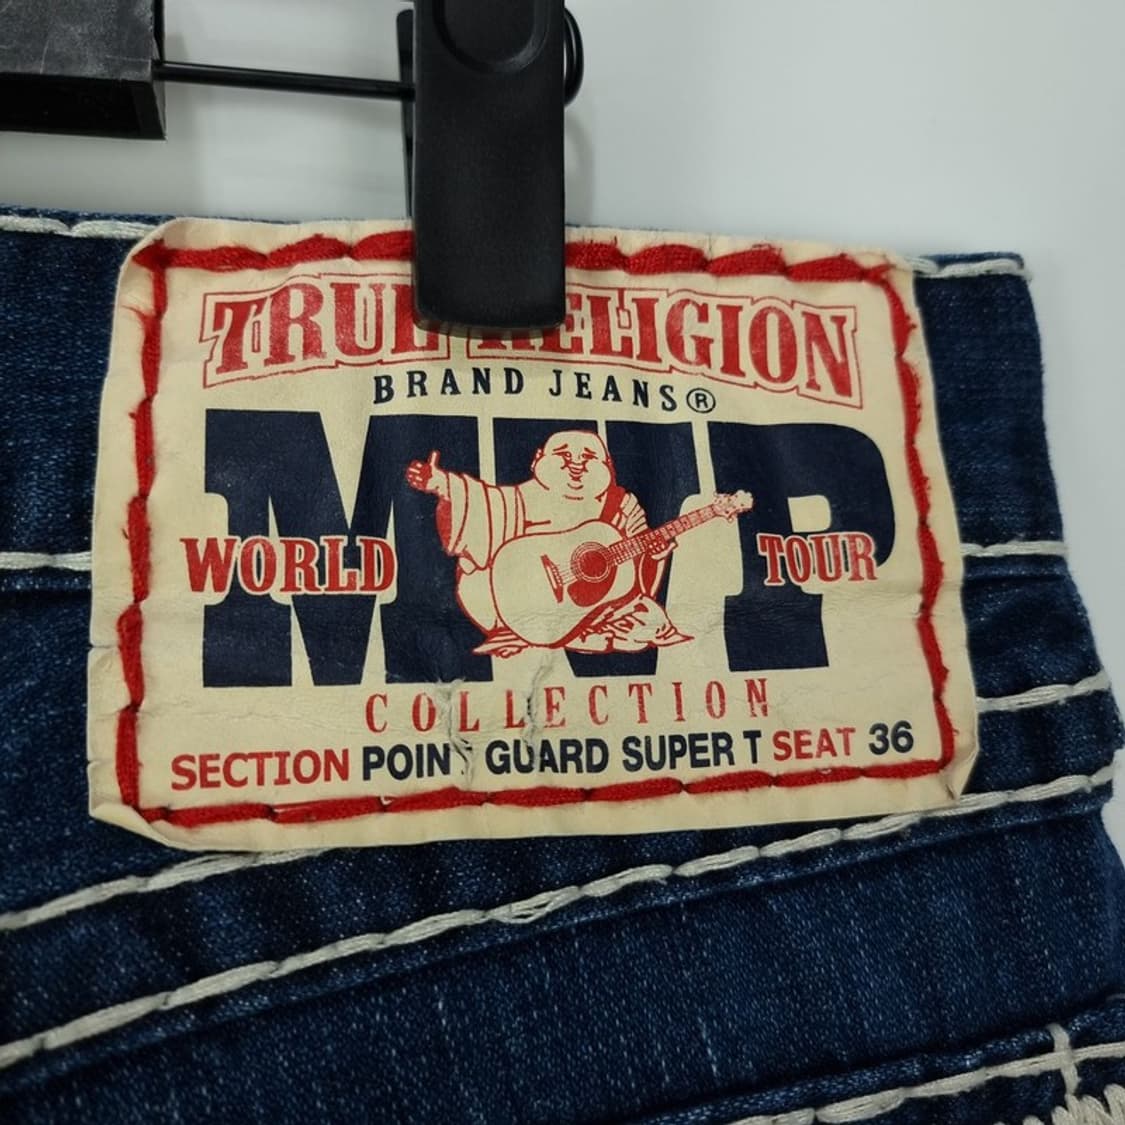 TRUE RELIGION
BRAND JEANS®
MVP
WORLD TOUR
COLLECTION
SECTION POINT GUARD SUPER T SEAT 36